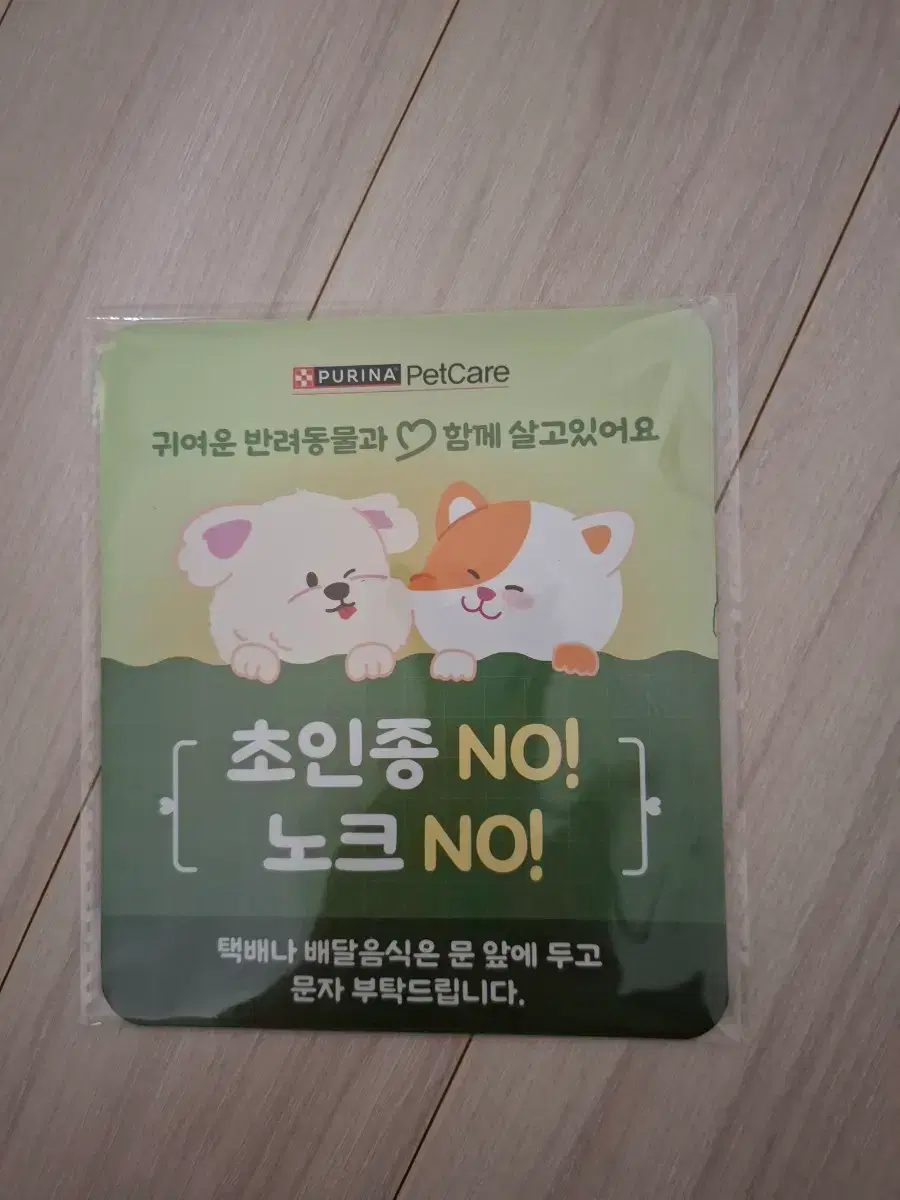 PURINA PetCare
귀여운 반려동물과 함께 살고있어요
초인종 NO!
노크 NO!
택배나 배달음식은 문 앞에 두고
문자 부탁드립니다.